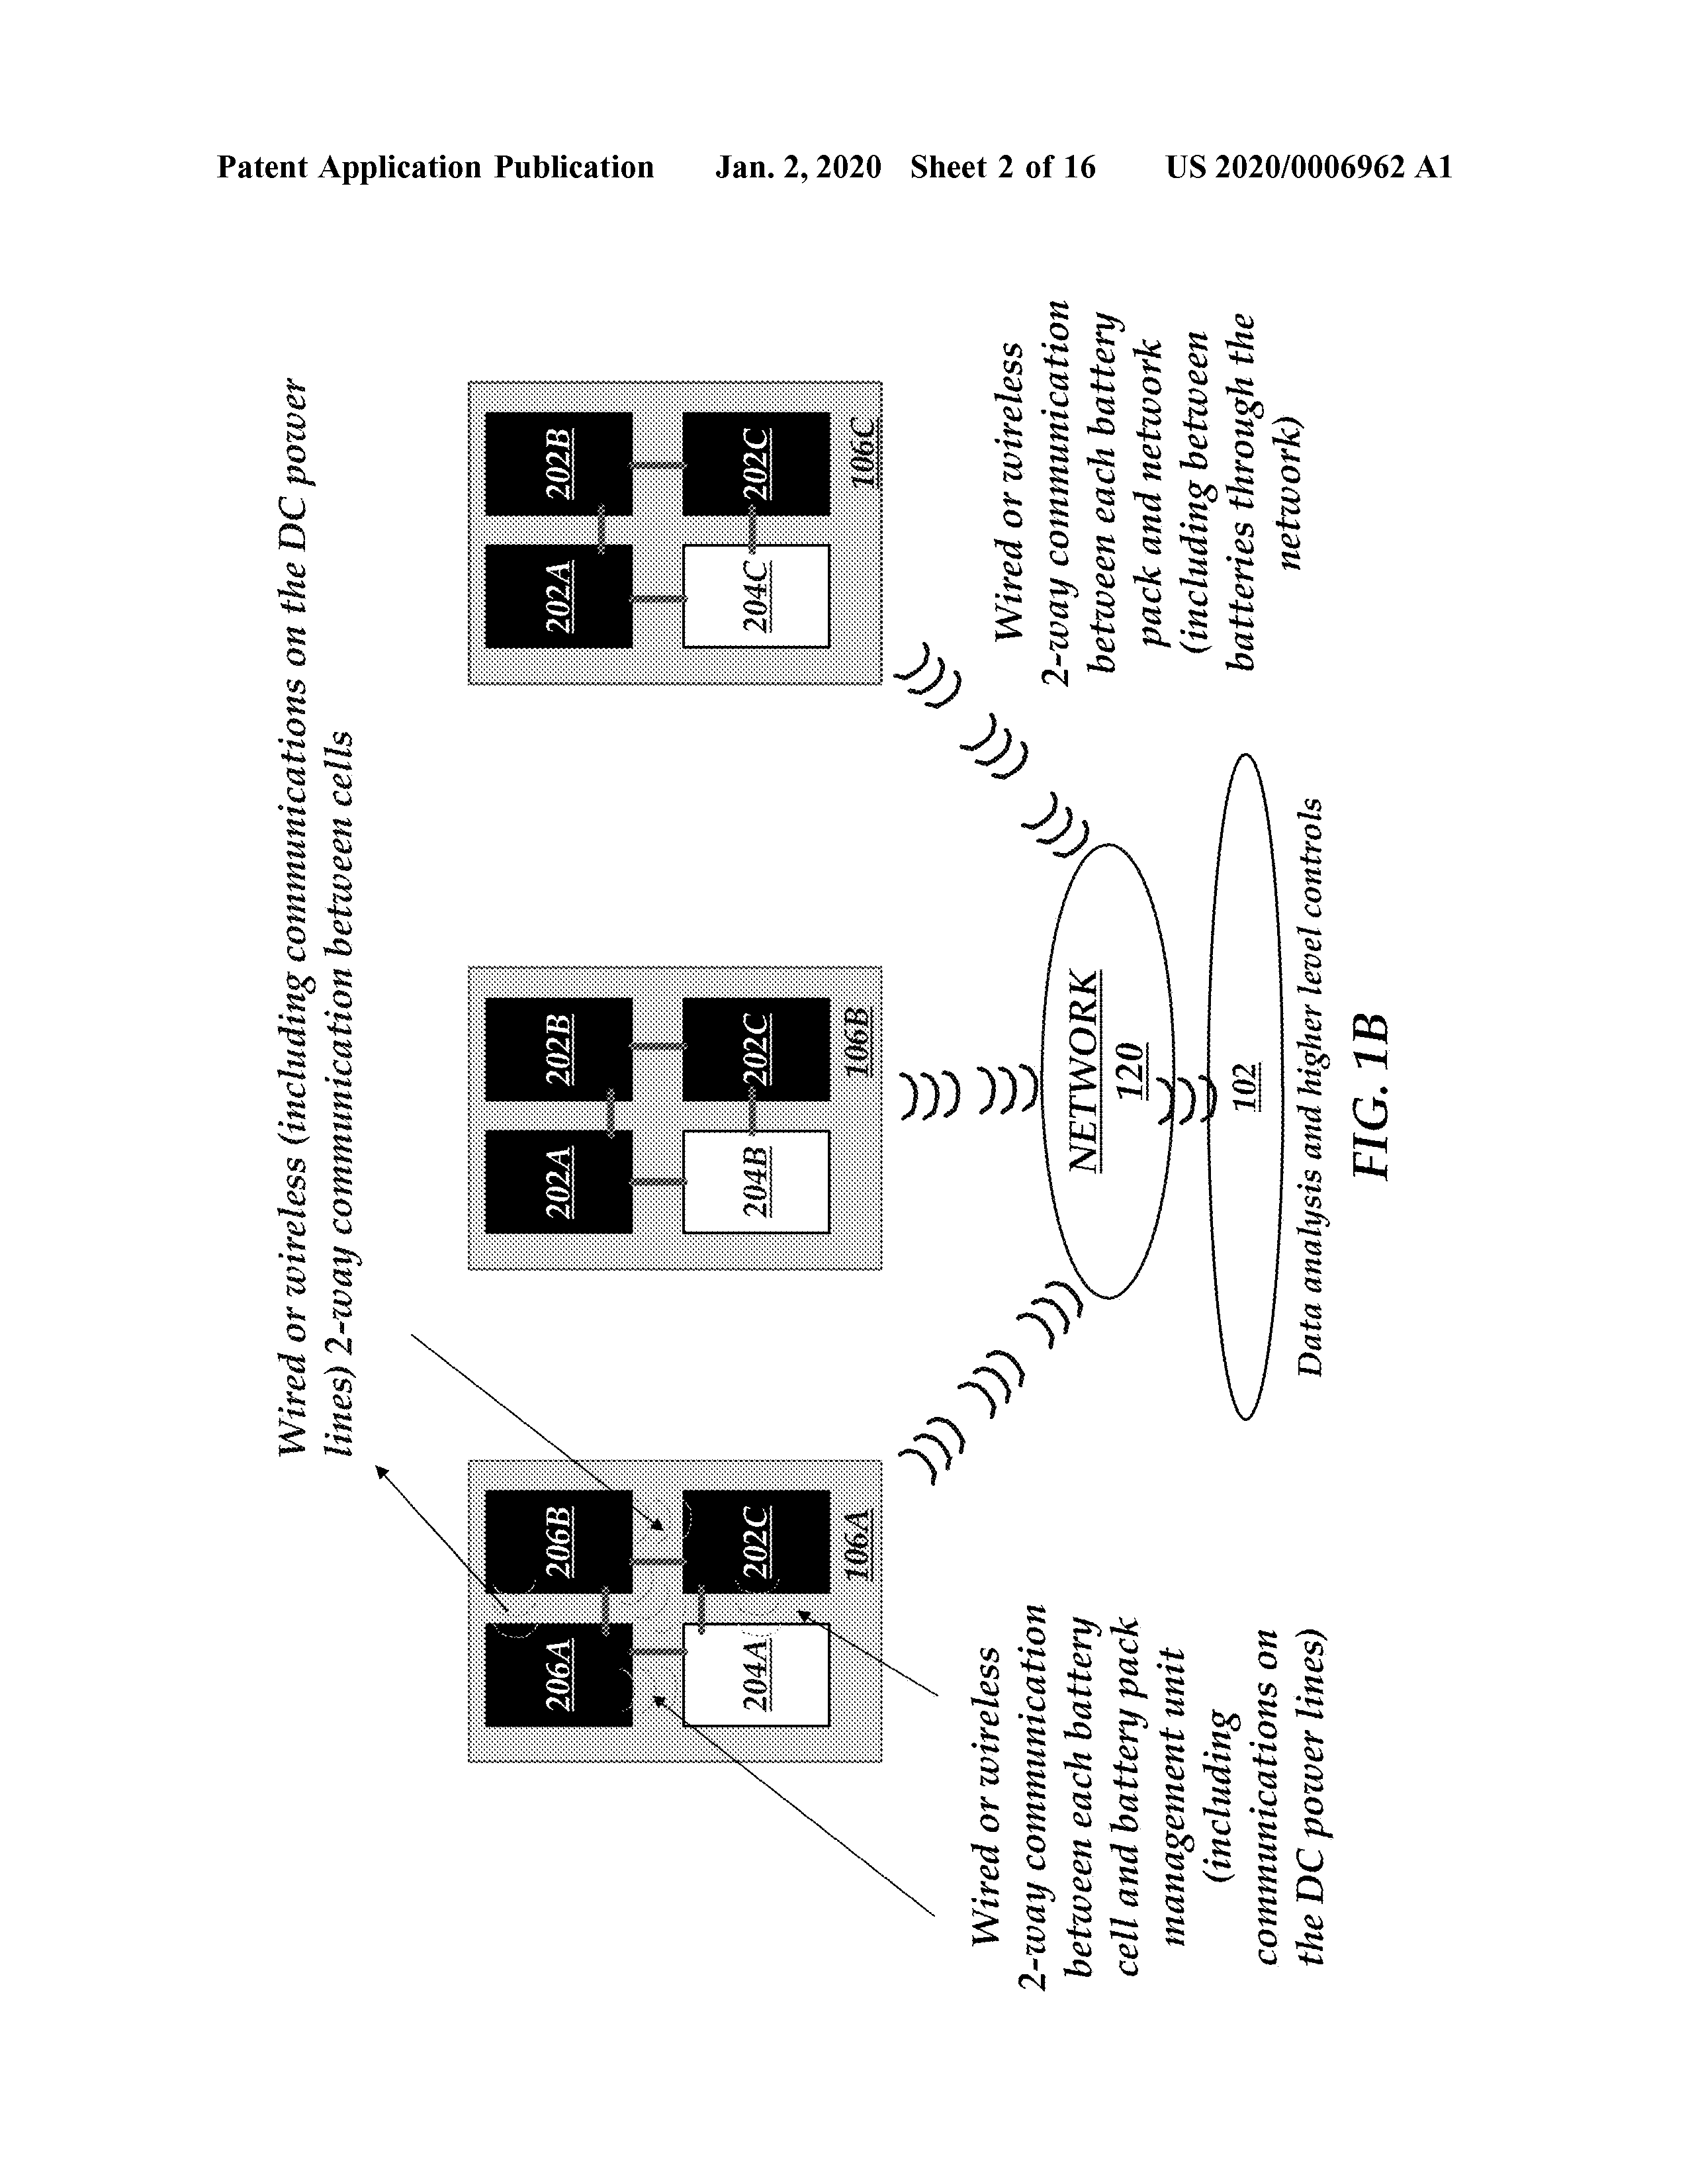 Patent Application Publication Jan. 2, 2020 Sheet 2 of 16 US 2020/0006962 A1
Wired or wireless (including communications on the DC power
lines) 2-way communication between cells
206A
206B
204A
202C
106A
202A
202B
204B
202C
106B
202A
202B
204C
202C
106C
Wired or wireless
2-way communication
between each battery
cell and battery pack
management unit
(including
communications on
the DC power lines)
NETWORK
120
102
Data analysis and higher level controls
Wired or wireless
2-way communication
between each battery
pack and network
(including between
batteries through the
network)
FIG. 1B